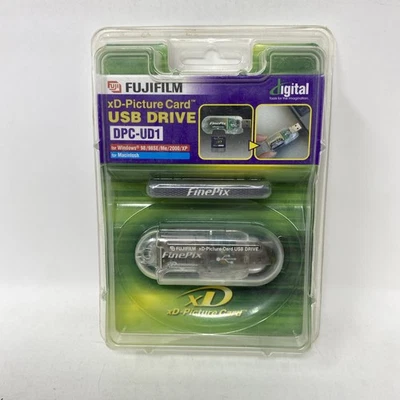 FUJIFILM
xD-Picture Card™
USB DRIVE
DPC-UD1
for Windows® 98/98SE/Me/2000/XP
for Macintosh
digital
FinePix
FUJIFILM xD-Picture Card USB DRIVE
FinePix
xD
xD-Picture Card™